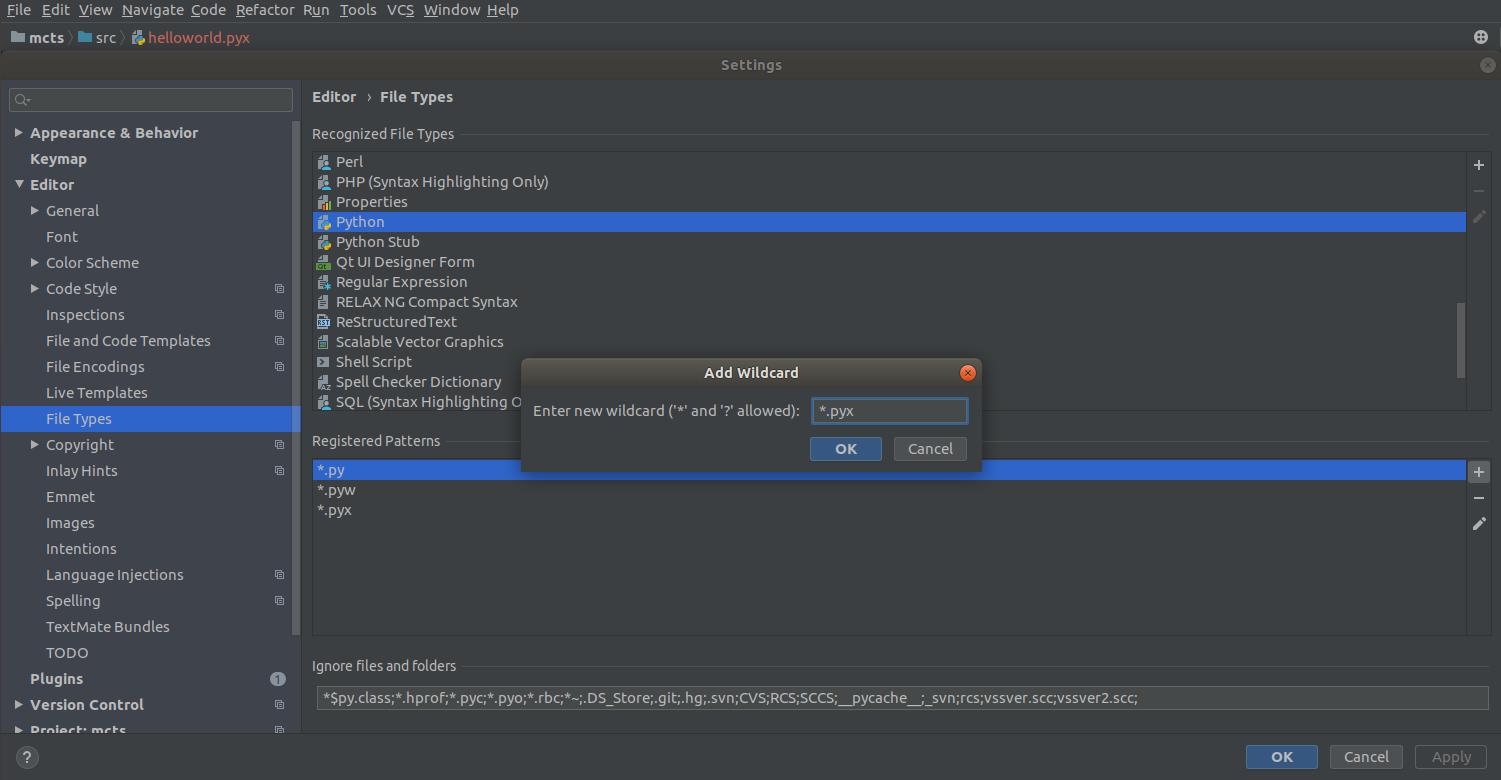 File Edit View Navigate Code Refactor Run Tools VCS Window Help
mcts src helloworld.pyx
Settings
Editor › File Types
Appearance & Behavior
Keymap
Editor
General
Font
Color Scheme
Code Style
Inspections
File and Code Templates
File Encodings
Live Templates
File Types
Copyright
Inlay Hints
Emmet
Images
Intentions
Language Injections
Spelling
TextMate Bundles
TODO
Plugins 1
Version Control
Project: mcts
Recognized File Types
Perl
PHP (Syntax Highlighting Only)
Properties
Python
Python Stub
Qt UI Designer Form
Regular Expression
RELAX NG Compact Syntax
ReStructuredText
Scalable Vector Graphics
Shell Script
Spell Checker Dictionary
SQL (Syntax Highlighting O
Add Wildcard
Enter new wildcard ('*' and '?' allowed): *.pyx
OK Cancel
Registered Patterns
*.py
*.pyw
*.pyx
Ignore files and folders
*$py.class;*.hprof;*.pyc;*.pyo;*.rbc;*~;.DS_Store;.git;.hg;.svn;CVS;RCS;SCCS;__pycache__;_svn;rcs;vssver.scc;vssver2.scc;
? OK Cancel Apply